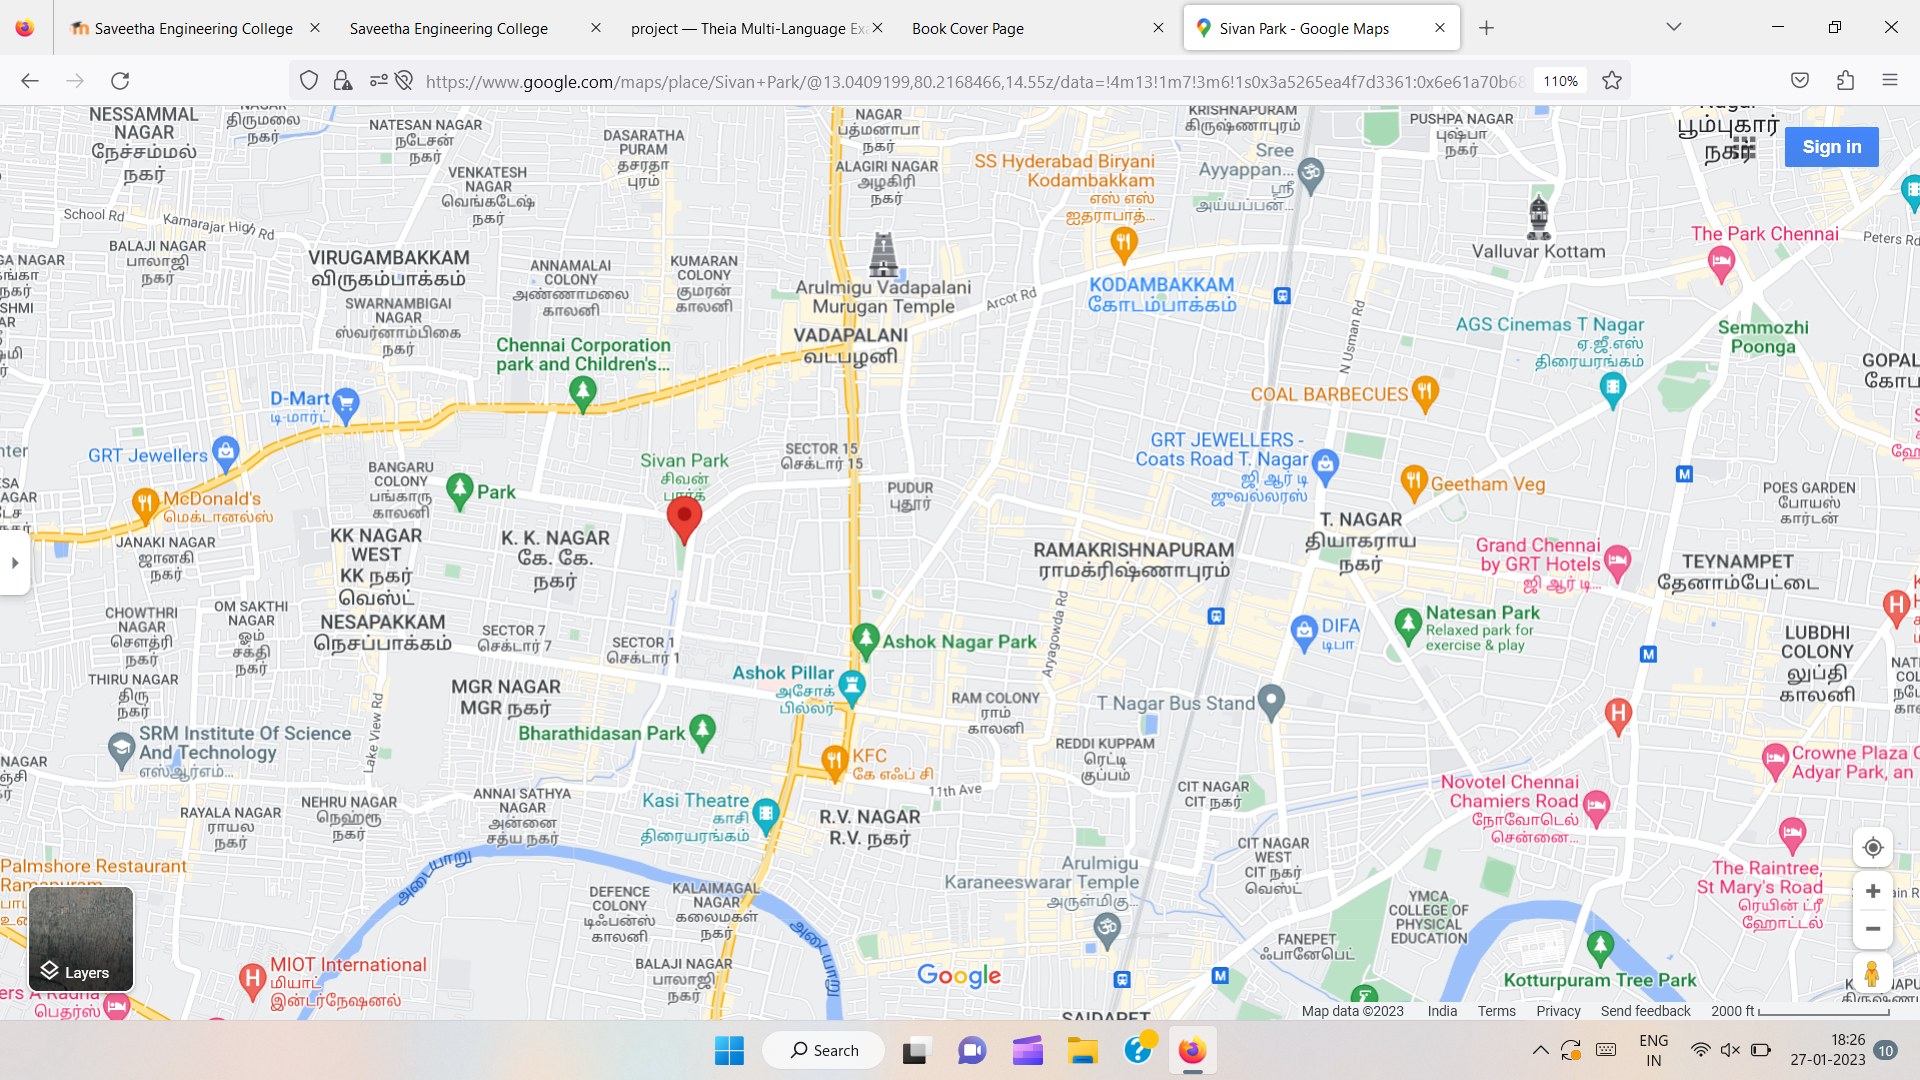 Saveetha Engineering College
Saveetha Engineering College
project — Theia Multi-Language Exa
Book Cover Page
Sivan Park - Google Maps
https://www.google.com/maps/place/Sivan+Park/@13.0409199,80.2168466,14.55z/data=!4m13!1m7!3m6!1s0x3a5265ea4f7d3361:0x6e61a70b68
110%
Sign in
NESSAMMAL
NAGAR
நேச்சம்மல்
நகர்
திருமலை
நகர்
NATESAN NAGAR
நடேசன்
நகர்
DASARATHA
PURAM
தசரதா
புரம்
NAGAR
பத்மனாபா
நகர்
ALAGIRI NAGAR
அழகிரி
நகர்
SS Hyderabad Biryani
Kodambakkam
எஸ் எஸ்
ஐதராபாத்...
KRISHNAPURAM
கிருஷ்ணாபுரம்
Sree
Ayyappan...
ஸ்ரீ
அய்யப்பன்...
PUSHPA NAGAR
புஷ்பா
நகர்
Nagar
பூம்புகார்
நகர்
VENKATESH
NAGAR
வெங்கடேஷ்
நகர்
School Rd
Kamarajar High Rd
BALAJI NAGAR
பாலாஜி
நகர்
VIRUGAMBAKKAM
விருகம்பாக்கம்
SWARNAMBIGAI
NAGAR
ஸ்வர்னாம்பிகை
நகர்
ANNAMALAI
COLONY
அண்ணாமலை
காலனி
KUMARAN
COLONY
குமரன்
காலனி
Arulmigu Vadapalani
Murugan Temple
VADAPALANI
வடபழனி
Arcot Rd
KODAMBAKKAM
கோடம்பாக்கம்
N Usman Rd
Valluvar Kottam
The Park Chennai
Peters Rd
AGS Cinemas T Nagar
ஏ.ஜீ.எஸ்
திரையரங்கம்
Semmozhi
Poonga
GOPAL
கோப
Chennai Corporation
park and Children's...
D-Mart
டி-மார்ட்
GRT Jewellers
McDonald's
மெக்டானல்ஸ்
BANGARU
COLONY
பங்காரு
காலனி
Park
Sivan Park
சிவன்
பார்க்
SECTOR 15
செக்டார் 15
PUDUR
புதூர்
COAL BARBECUES
GRT JEWELLERS -
Coats Road T. Nagar
ஜி ஆர் டி
ஜுவல்லரஸ்
Geetham Veg
POES GARDEN
போயஸ்
கார்டன்
JANAKI NAGAR
ஜானகி
நகர்
KK NAGAR
WEST
KK நகர்
வெஸ்ட்
K. K. NAGAR
கே. கே.
நகர்
RAMAKRISHNAPURAM
ராமக்ரிஷ்ணாபுரம்
T. NAGAR
தியாகராய
நகர்
Grand Chennai
by GRT Hotels
ஜி ஆர் டி...
TEYNAMPET
தேனாம்பேட்டை
CHOWTHRI
NAGAR
சௌத்ரி
நகர்
OM SAKTHI
NAGAR
ஓம்
சக்தி
நகர்
NESAPAKKAM
நெசப்பாக்கம்
SECTOR 7
செக்டார் 7
SECTOR 1
செக்டார் 1
Ashok Nagar Park
Aryagowda Rd
DIFA
டிபா
Natesan Park
Relaxed park for
exercise & play
LUBDHI
COLONY
லுப்தி
காலனி
THIRU NAGAR
திரு
நகர்
MGR NAGAR
MGR நகர்
Ashok Pillar
அசோக்
பில்லர்
RAM COLONY
ராம்
காலனி
T Nagar Bus Stand
SRM Institute Of Science
And Technology
எஸ்ஆர்எம்...
Lake View Rd
Bharathidasan Park
KFC
கே எஃப் சி
REDDI KUPPAM
ரெட்டி
குப்பம்
Crowne Plaza C
Adyar Park, an
RAYALA NAGAR
ராயல
நகர்
NEHRU NAGAR
நெஹ்ரூ
நகர்
ANNAI SATHYA
NAGAR
அன்னை
சத்ய நகர்
Kasi Theatre
காசி
திரையரங்கம்
11th Ave
R.V. NAGAR
R.V. நகர்
CIT NAGAR
CIT நகர்
Novotel Chennai
Chamiers Road
நோவோடெல்
சென்னை...
CIT NAGAR
WEST
CIT நகர்
வெஸ்ட்
Palmshore Restaurant
Ramapuram
அடையாறு
DEFENCE
COLONY
டிஃபன்ஸ்
காலனி
KALAIMAGAL
NAGAR
கலைமகள்
நகர்
அடையாறு
Arulmigu
Karaneeswarar Temple
அருள்மிகு...
YMCA
COLLEGE OF
PHYSICAL
EDUCATION
The Raintree,
St Mary's Road
ரெயின் ட்ரீ
ஹோட்டல்
FANEPET
ஃபானேபெட்
Kotturpuram Tree Park
MIOT International
மியாட்
இன்டர்நேஷனல்
BALAJI NAGAR
பாலாஜி
நகர்
SAIDAPET
Layers
Google
Map data ©2023 India Terms Privacy Send feedback 2000 ft
Search
ENG
IN
18:26
27-01-2023
10